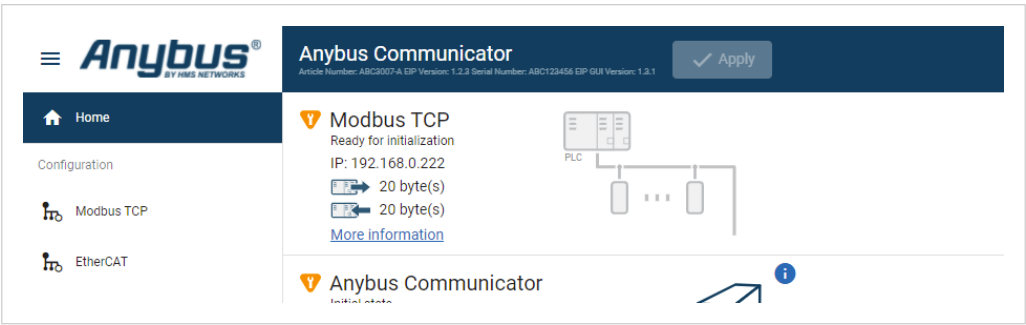 Anybus®
BY HMS NETWORKS
Anybus Communicator
Article Number: ABC3007-A EIP Version: 1.2.3 Serial Number: ABC123456 EIP GUI Version: 1.3.1
Apply
Home
Configuration
Modbus TCP
EtherCAT
Modbus TCP
Ready for initialization
IP: 192.168.0.222
20 byte(s)
20 byte(s)
More information
PLC
Anybus Communicator
Initial state